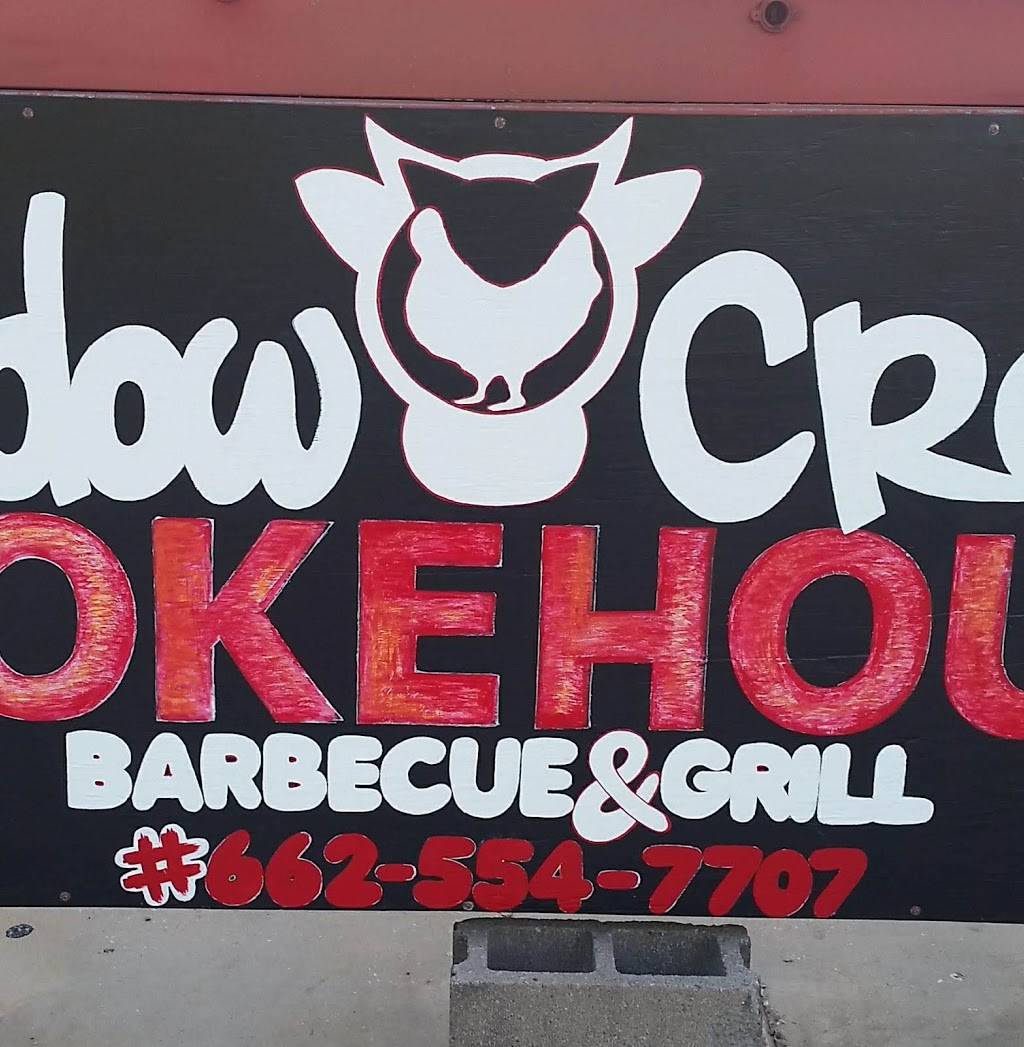 dow Cre
OKEHOU
BARBECUE & GRILL
#662-554-7707